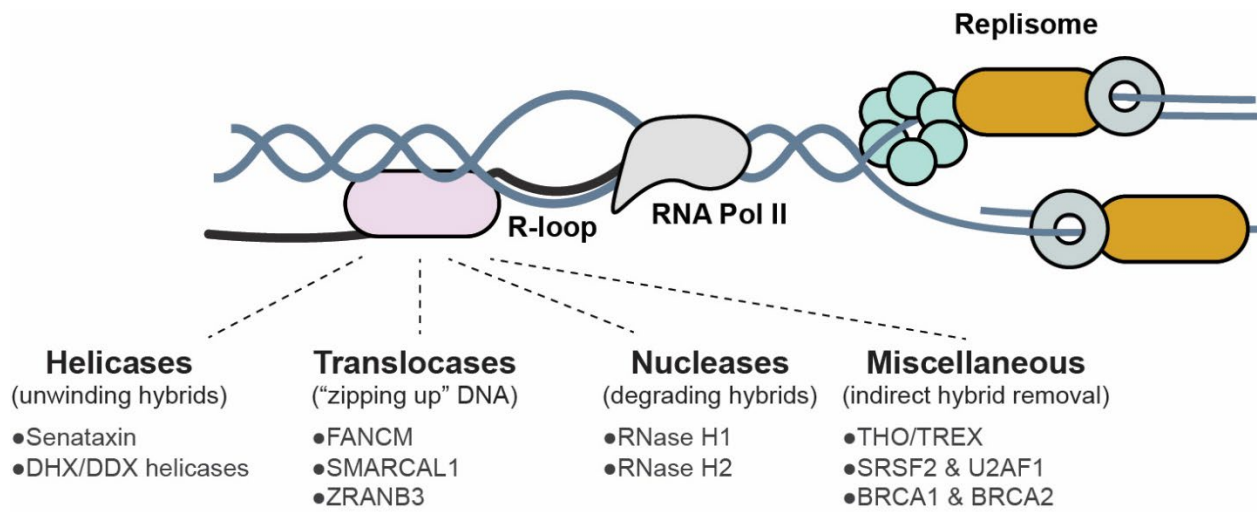 Replisome
R-loop
RNA Pol II
Helicases
(unwinding hybrids)
●Senataxin
●DHX/DDX helicases
Translocases
(“zipping up” DNA)
●FANCM
●SMARCAL1
●ZRANB3
Nucleases
(degrading hybrids)
●RNase H1
●RNase H2
Miscellaneous
(indirect hybrid removal)
●THO/TREX
●SRSF2 & U2AF1
●BRCA1 & BRCA2